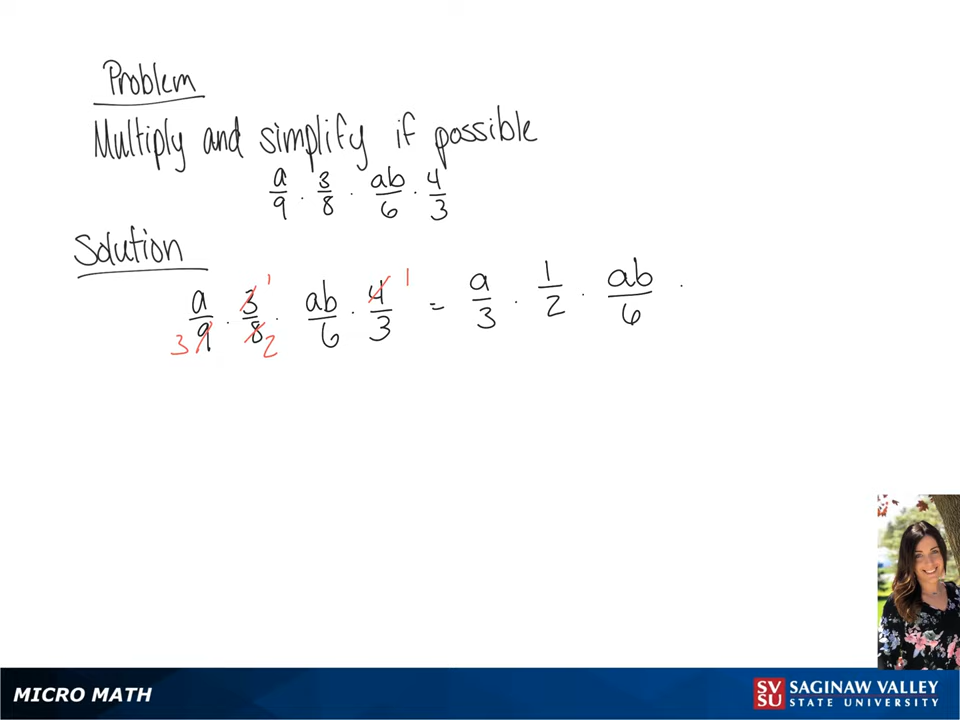 Problem
Multiply and simplify if possible
a/9 · 3/8 · ab/6 · 4/3
Solution
a/9 · 3/8 · ab/6 · 4/3 = a/3 · 1/2 · ab/6 ·
1 1
3 2
MICRO MATH
SVSU SAGINAW VALLEY
STATE UNIVERSITY